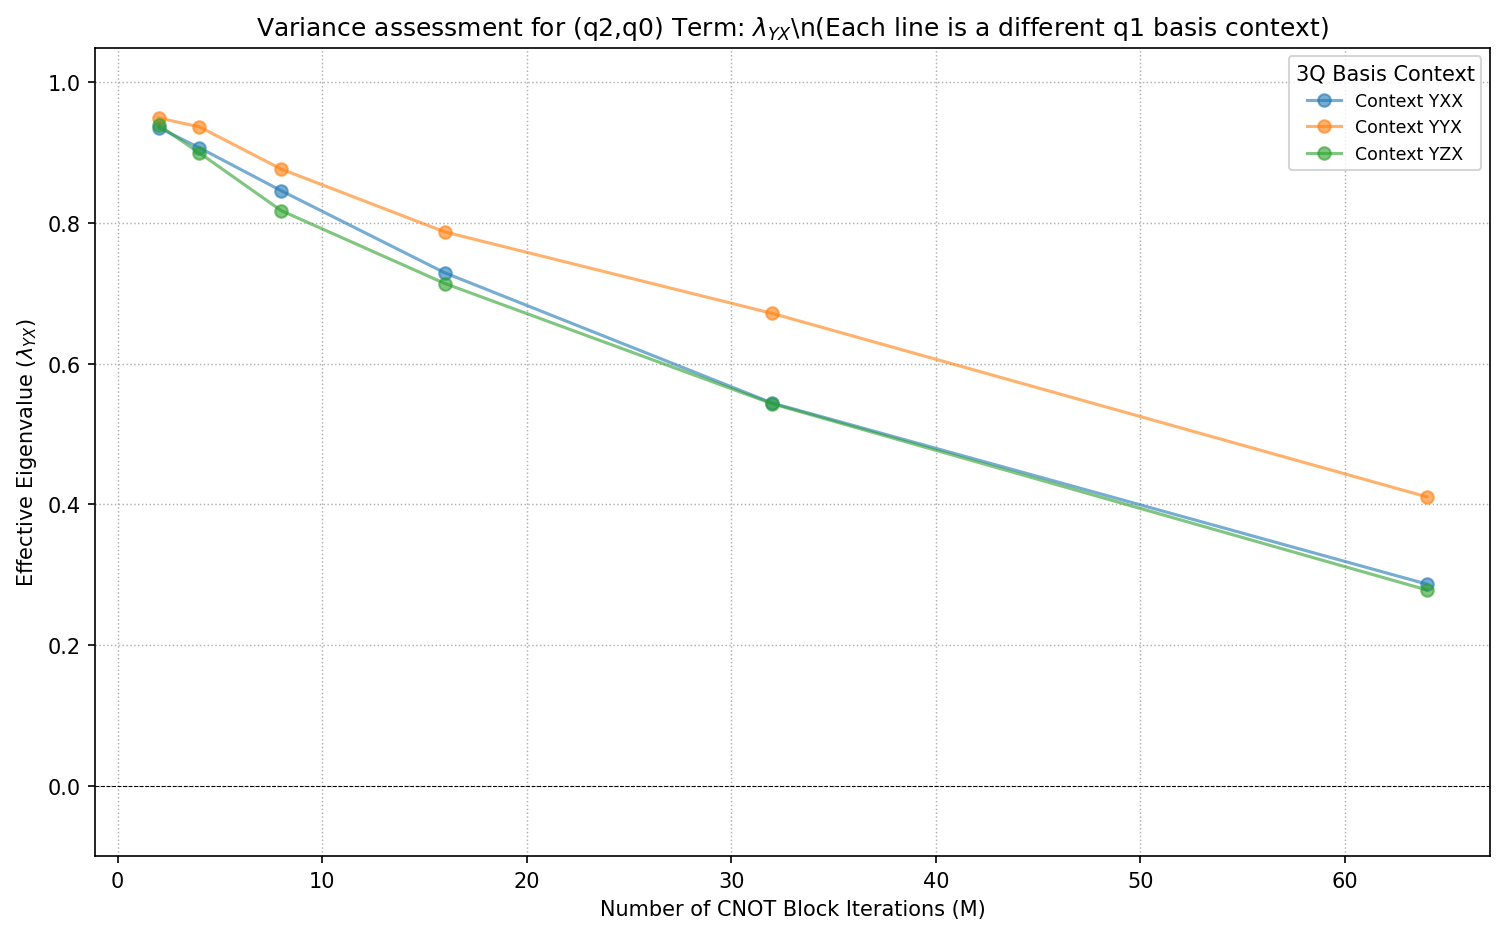 Variance assessment for (q2,q0) Term: λYX\n(Each line is a different q1 basis context)
3Q Basis Context
Context YXX
Context YYX
Context YZX
Effective Eigenvalue (λYX)
1.0
0.8
0.6
0.4
0.2
0.0
0 10 20 30 40 50 60
Number of CNOT Block Iterations (M)